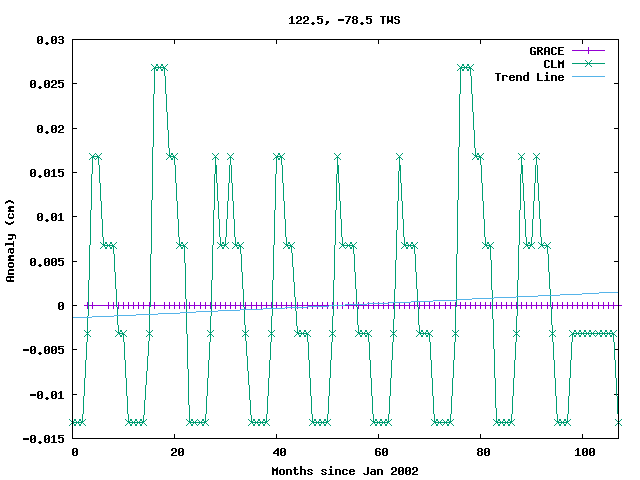 122.5, -78.5 TWS
GRACE
CLM
Trend Line
0.03
0.025
0.02
0.015
0.01
0.005
0
-0.005
-0.01
-0.015
Anomaly (cm)
0 20 40 60 80 100
Months since Jan 2002